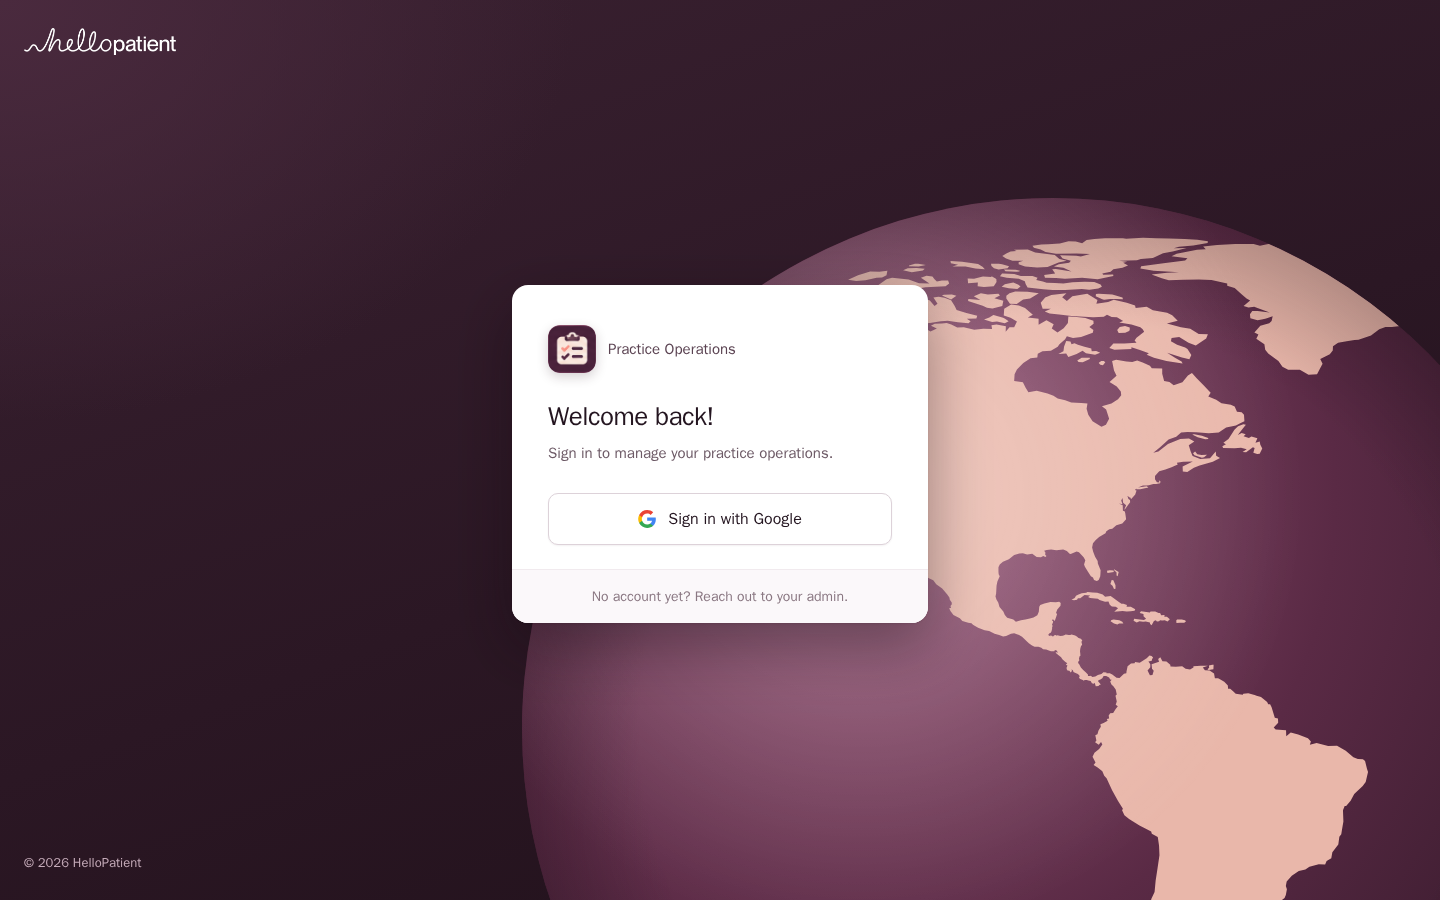 hellopatient
Practice Operations
Welcome back!
Sign in to manage your practice operations.
Sign in with Google
No account yet? Reach out to your admin.
© 2026 HelloPatient